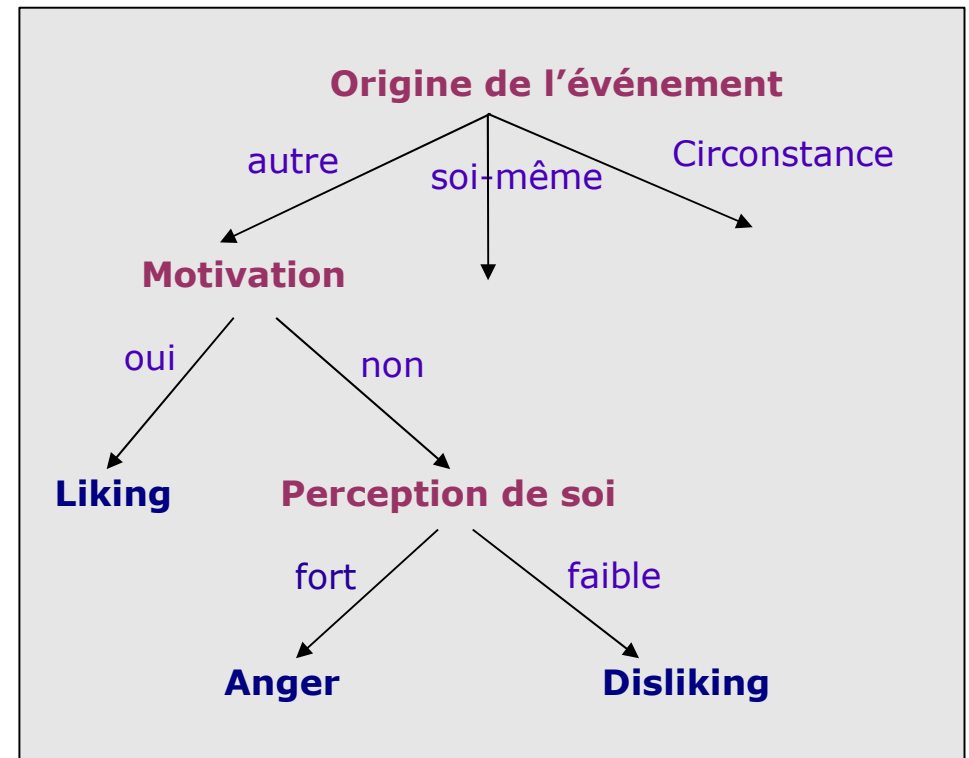 Origine de l’événement
autre
soi-même
Circonstance
Motivation
oui
non
Liking
Perception de soi
fort
faible
Anger
Disliking